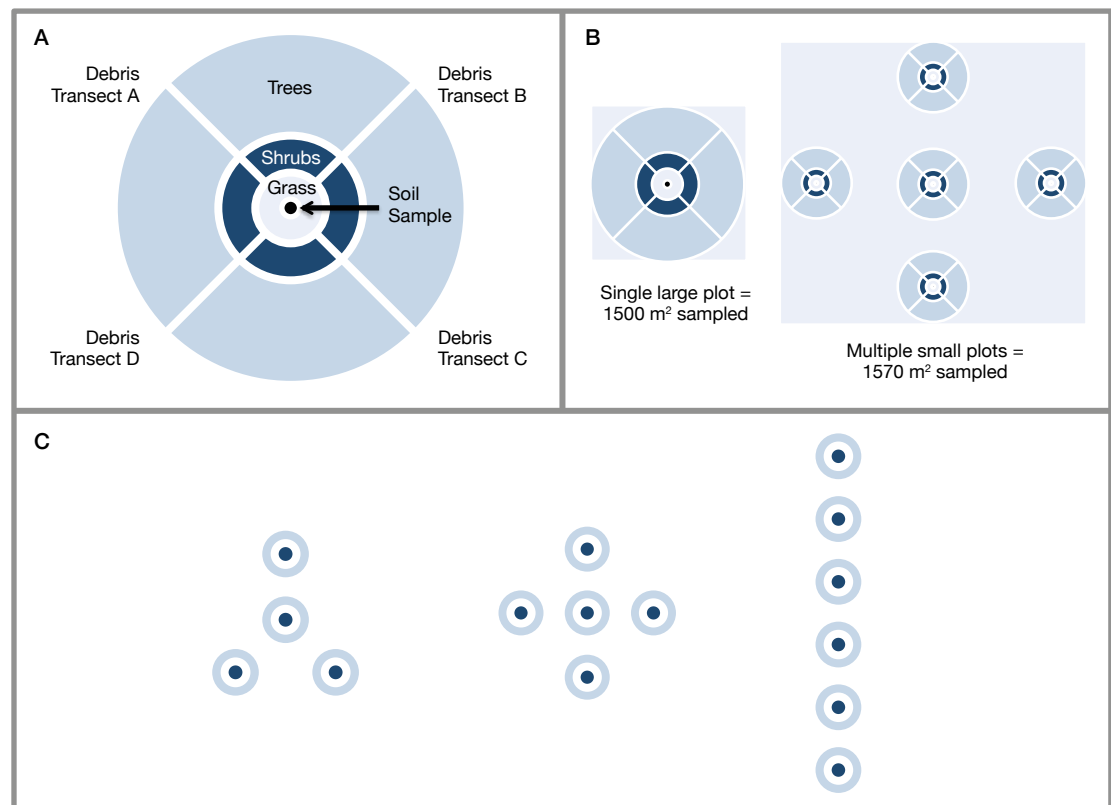 A
Debris
Transect A
Trees
Debris
Transect B
Shrubs
Grass
Soil
Sample
Debris
Transect D
Debris
Transect C
B
Single large plot =
1500 m² sampled
Multiple small plots =
1570 m² sampled
C